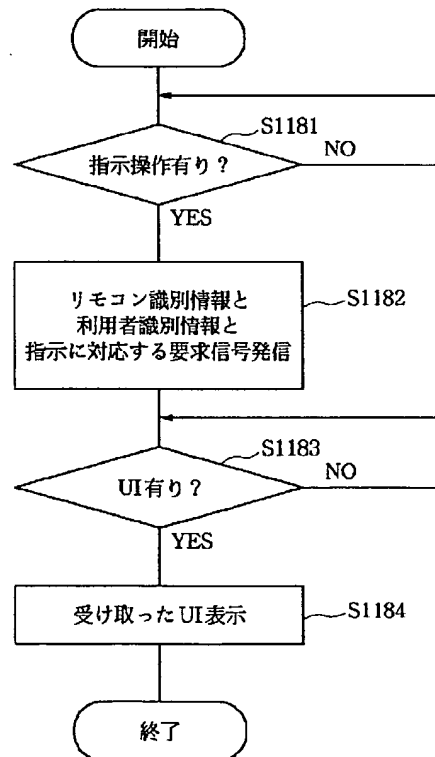 開始
S1181
指示操作有り？
NO
YES
リモコン識別情報と
利用者識別情報と
指示に対応する要求信号発信
S1182
S1183
UI有り？
NO
YES
受け取ったUI表示
S1184
終了